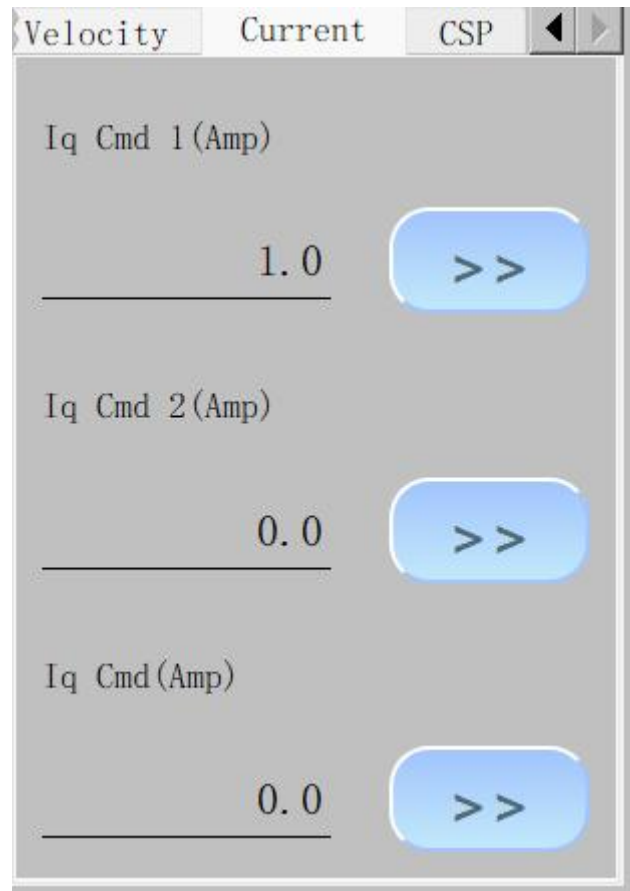 Velocity Current CSP
Iq Cmd 1(Amp)
1.0 >>
Iq Cmd 2(Amp)
0.0 >>
Iq Cmd(Amp)
0.0 >>